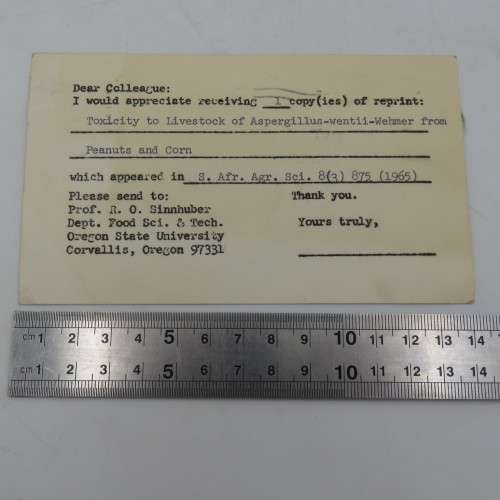 Dear Colleague:
I would appreciate receiving 1 copy(ies) of reprint:
Toxicity to Livestock of Aspergillus-wentii-Wehmer from
Peanuts and Corn
which appeared in S. Afr. Agr. Sci. 8(3) 875 (1965)
Please send to: Thank you.
Prof. R. O. Sinnhuber
Dept. Food Sci. & Tech. Yours truly,
Oregon State University
Corvallis, Oregon 97331
cm 1 2 3 4 5 6 7 8 9 10 11 12 13 14
cm 1 2 3 4 5 6 7 8 9 10 11 12 13 14